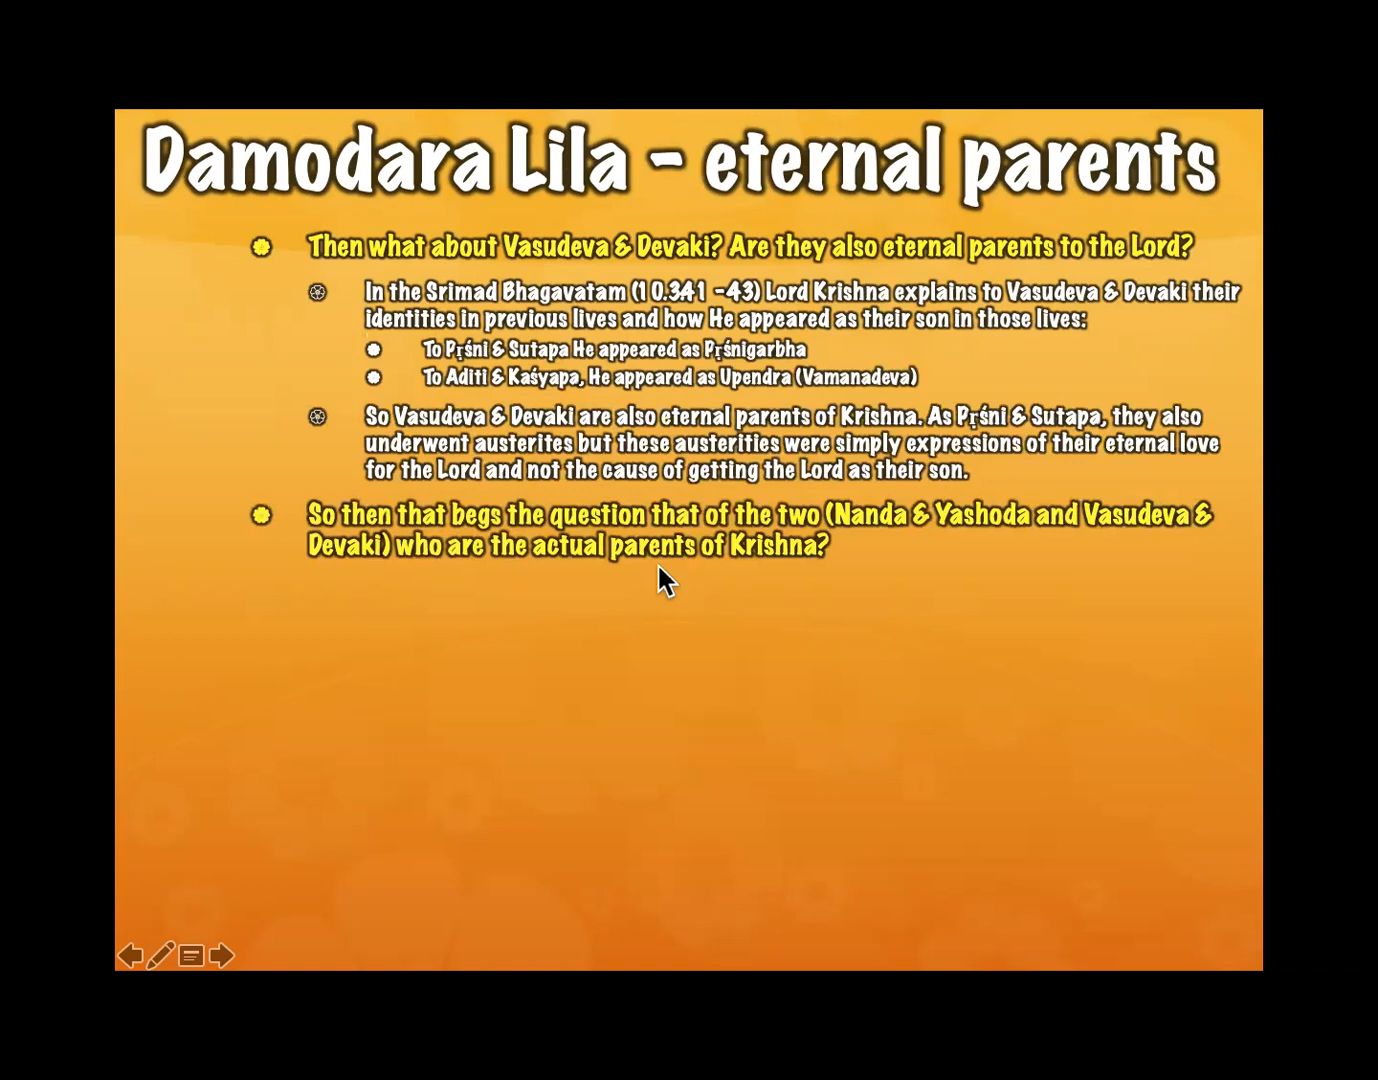 Damodara Lila - eternal parents
Then what about Vasudeva & Devaki? Are they also eternal parents to the Lord?
In the Srimad Bhagavatam (10.341 -43) Lord Krishna explains to Vasudeva & Devaki their
identities in previous lives and how He appeared as their son in those lives:
To Pṛśni & Sutapa He appeared as Pṛśnigarbha
To Aditi & Kaśyapa, He appeared as Upendra (Vamanadeva)
So Vasudeva & Devaki are also eternal parents of Krishna. As Pṛśni & Sutapa, they also
underwent austerites but these austerities were simply expressions of their eternal love
for the Lord and not the cause of getting the Lord as their son.
So then that begs the question that of the two (Nanda & Yashoda and Vasudeva &
Devaki) who are the actual parents of Krishna?